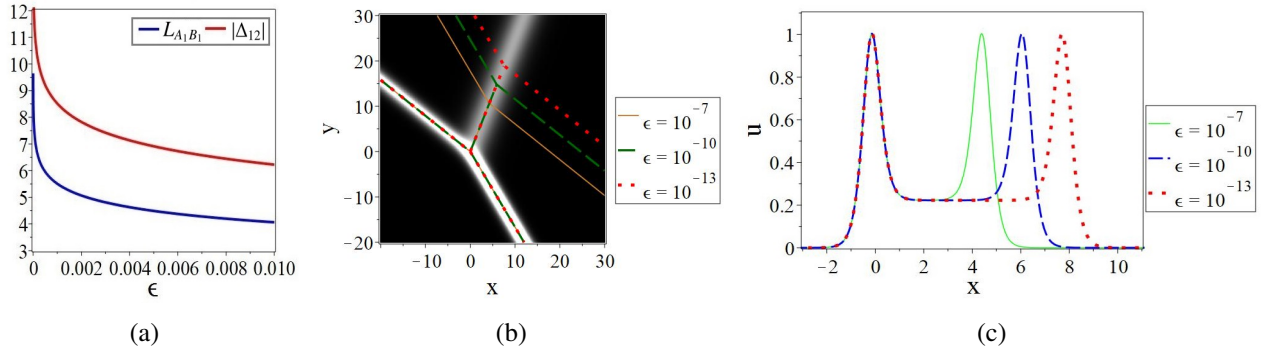 12
11
10
9
8
7
6
5
4
3
0 0.002 0.004 0.006 0.008 0.010
ϵ
L_{A_1B_1} |Δ_{12}|
(a)
30
20
y
10
0
−10
−20
−10 0 10 20 30
x
ϵ = 10^{−7}
ϵ = 10^{−10}
ϵ = 10^{−13}
(b)
1
0.8
0.6
u
0.4
0.2
0
−2 0 2 4 6 8 10
x
ϵ = 10^{−7}
ϵ = 10^{−10}
ϵ = 10^{−13}
(c)